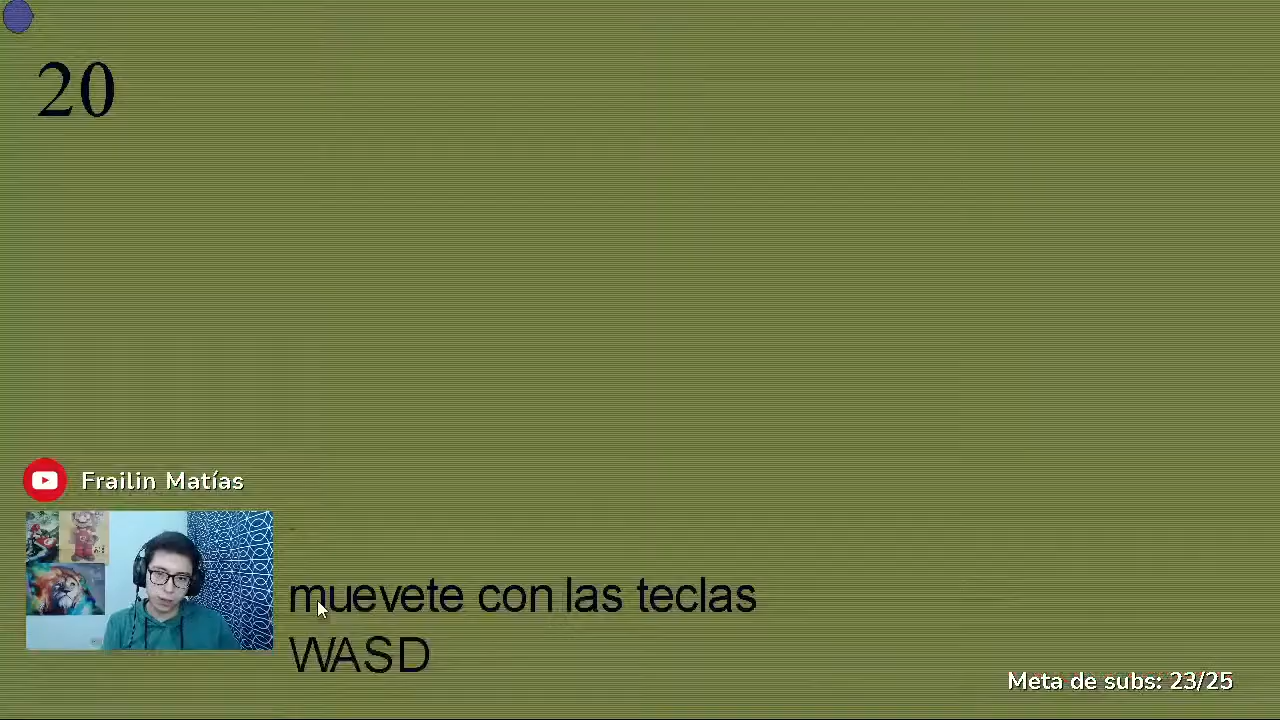 20
Frailin Matías
muevete con las teclas
WASD
Meta de subs: 23/25